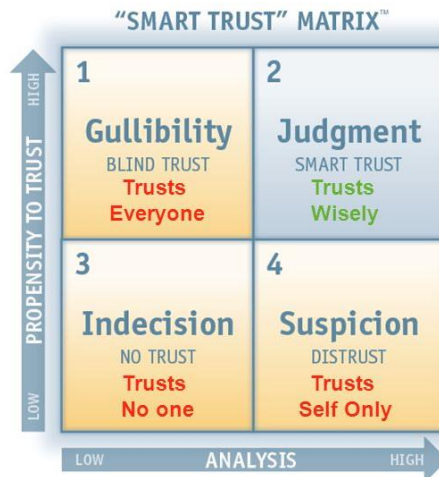 “SMART TRUST” MATRIX™
HIGH
PROPENSITY TO TRUST
LOW
1
Gullibility
BLIND TRUST
Trusts
Everyone
2
Judgment
SMART TRUST
Trusts
Wisely
3
Indecision
NO TRUST
Trusts
No one
4
Suspicion
DISTRUST
Trusts
Self Only
LOW
ANALYSIS
HIGH